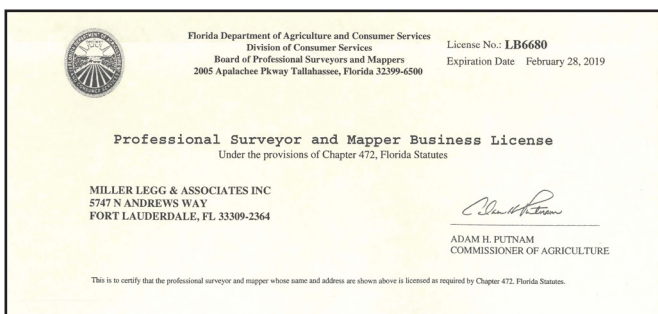 Florida Department of Agriculture and Consumer Services
Division of Consumer Services
Board of Professional Surveyors and Mappers
2005 Apalachee Pkway Tallahassee, Florida 32399-6500
License No.: LB6680
Expiration Date February 28, 2019
Professional Surveyor and Mapper Business License
Under the provisions of Chapter 472, Florida Statutes
MILLER LEGG & ASSOCIATES INC
5747 N ANDREWS WAY
FORT LAUDERDALE, FL 33309-2364
ADAM H. PUTNAM
COMMISSIONER OF AGRICULTURE
This is to certify that the professional surveyor and mapper whose name and address are shown above is licensed as required by Chapter 472, Florida Statutes.